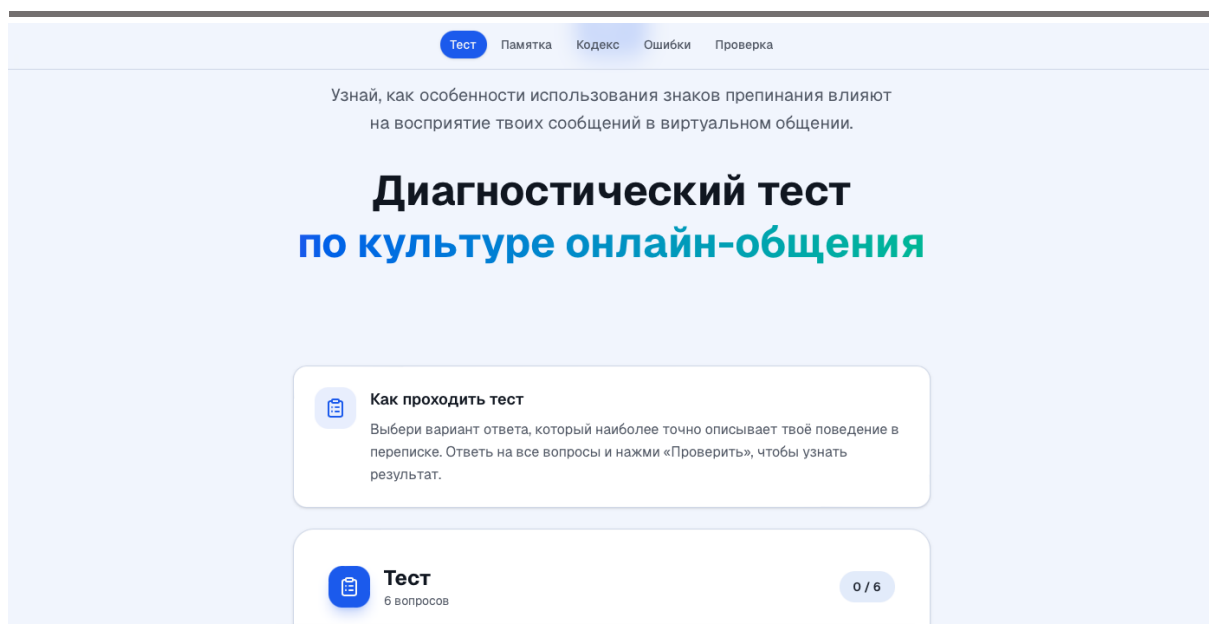 Тест Памятка Кодекс Ошибки Проверка
Узнай, как особенности использования знаков препинания влияют
на восприятие твоих сообщений в виртуальном общении.
Диагностический тест
по культуре онлайн-общения
Как проходить тест
Выбери вариант ответа, который наиболее точно описывает твоё поведение в
переписке. Ответь на все вопросы и нажми «Проверить», чтобы узнать
результат.
Тест
0 / 6
6 вопросов